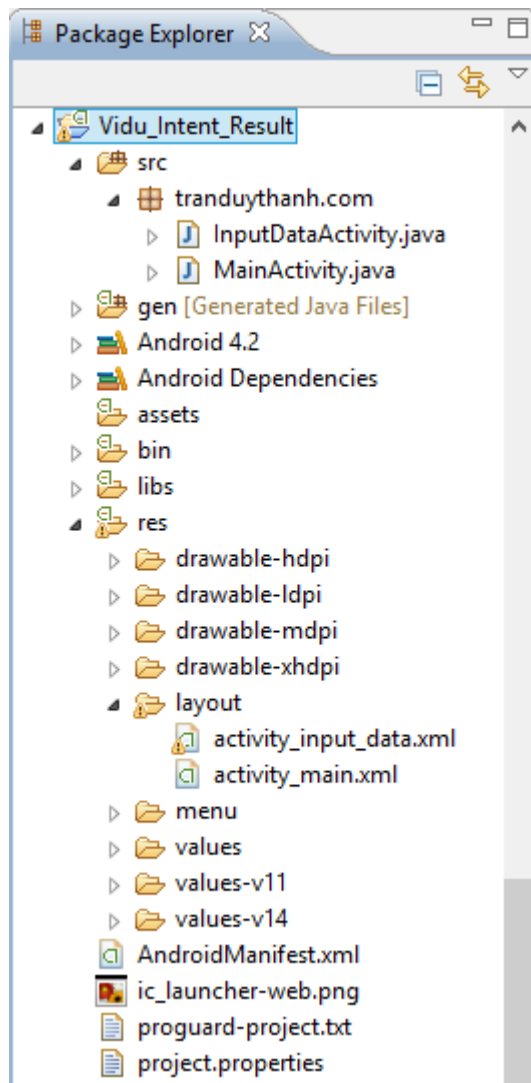 Package Explorer
Vidu_Intent_Result
src
tranduythanh.com
InputDataActivity.java
MainActivity.java
gen [Generated Java Files]
Android 4.2
Android Dependencies
assets
bin
libs
res
drawable-hdpi
drawable-ldpi
drawable-mdpi
drawable-xhdpi
layout
activity_input_data.xml
activity_main.xml
menu
values
values-v11
values-v14
AndroidManifest.xml
ic_launcher-web.png
proguard-project.txt
project.properties